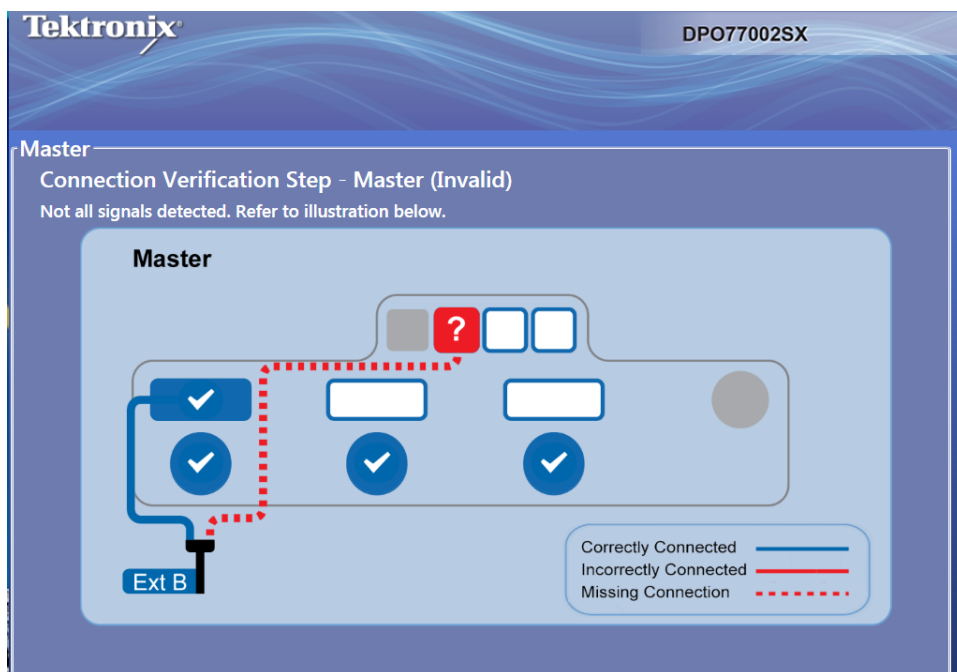 Tektronix®
DPO77002SX
Master
Connection Verification Step - Master (Invalid)
Not all signals detected. Refer to illustration below.
Master
?
Ext B
Correctly Connected
Incorrectly Connected
Missing Connection